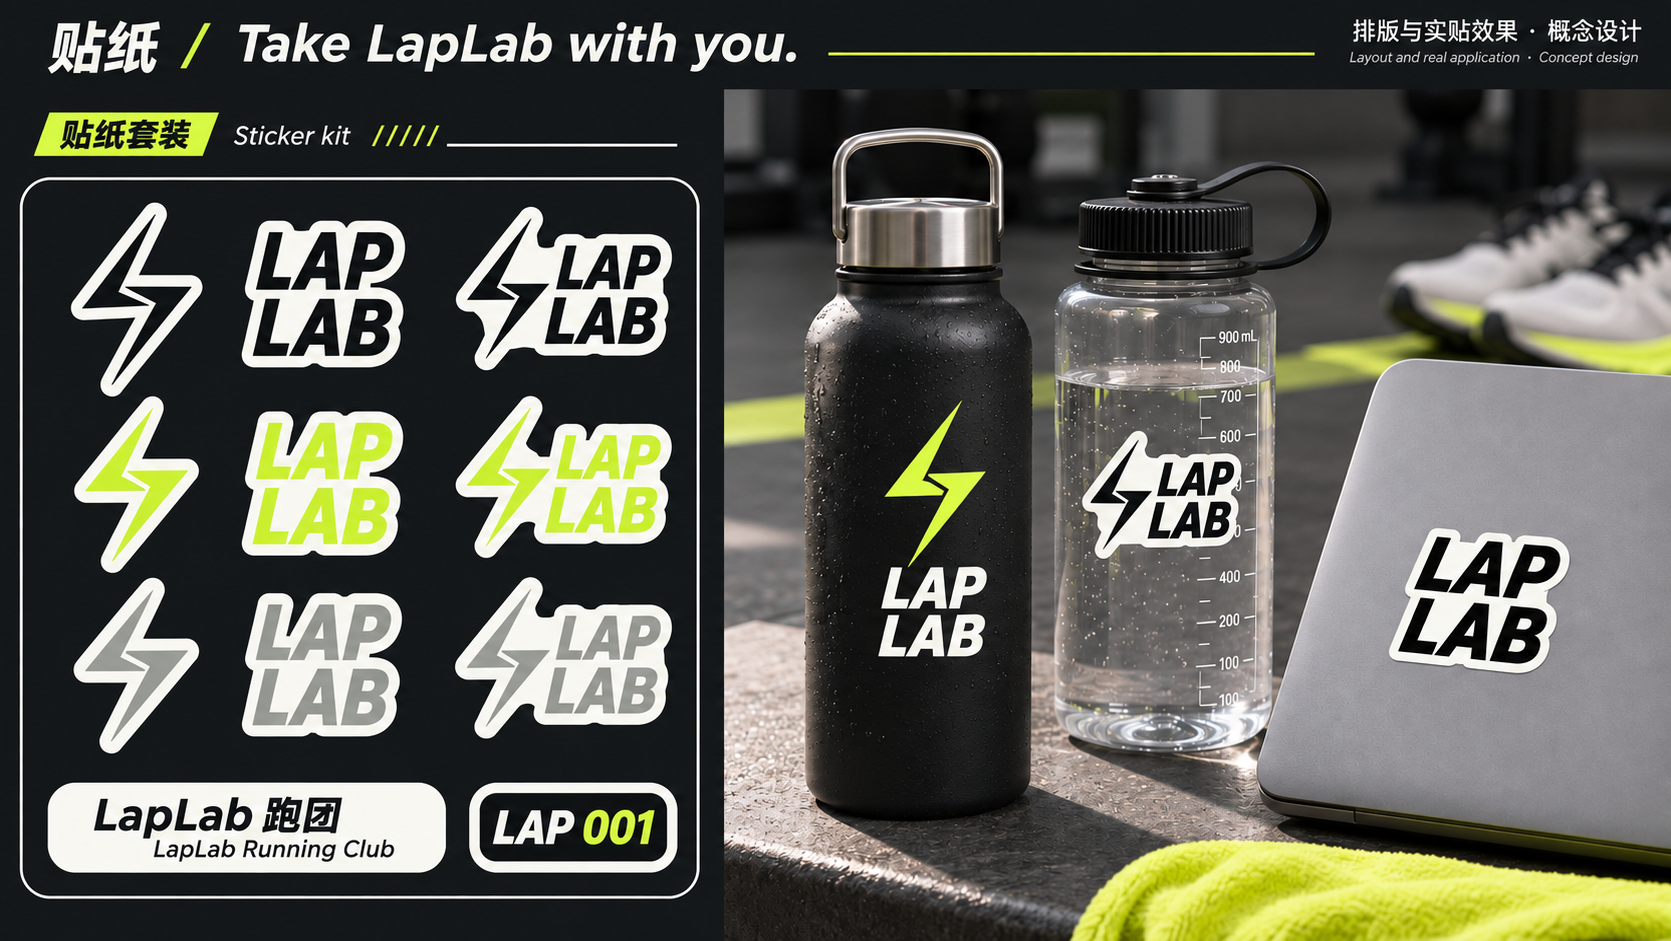 贴纸 / Take LapLab with you.
排版与实贴效果 · 概念设计
Layout and real application · Concept design
贴纸套装 Sticker kit /////
LAP
LAB
LAP
LAB
LAP
LAB
LAP
LAB
LAP
LAB
LAP
LAB
LapLab 跑团
LapLab Running Club
LAP 001
LAP
LAB
900 mL
800
700
600
LAP
LAB
400
200
100
100
LAP
LAB